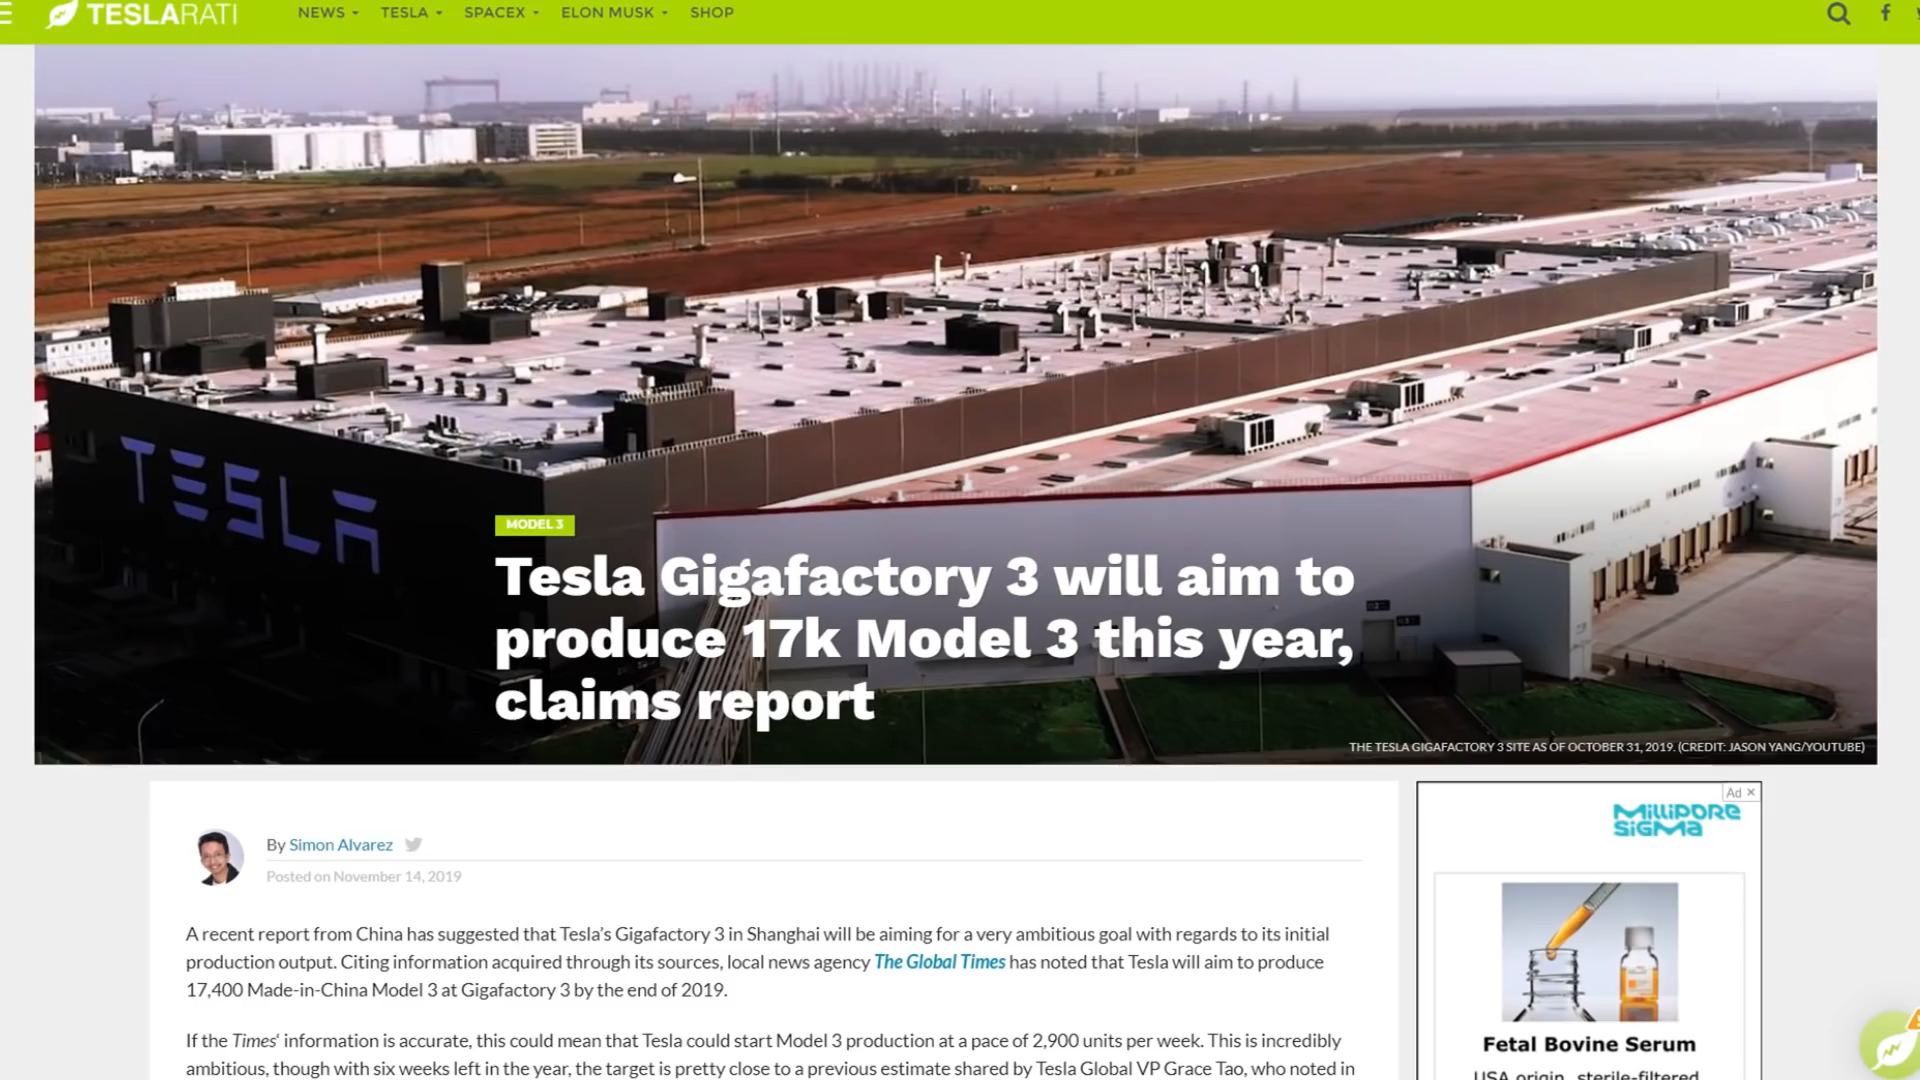 TESLARATI
NEWS TESLA SPACEX ELON MUSK SHOP
TESLA
MODEL 3
Tesla Gigafactory 3 will aim to
produce 17k Model 3 this year,
claims report
THE TESLA GIGAFACTORY 3 SITE AS OF OCTOBER 31, 2019. (CREDIT: JASON YANG/YOUTUBE)
By Simon Alvarez
Posted on November 14, 2019
A recent report from China has suggested that Tesla's Gigafactory 3 in Shanghai will be aiming for a very ambitious goal with regards to its initial
production output. Citing information acquired through its sources, local news agency The Global Times has noted that Tesla will aim to produce
17,400 Made-in-China Model 3 at Gigafactory 3 by the end of 2019.
If the Times' information is accurate, this could mean that Tesla could start Model 3 production at a pace of 2,900 units per week. This is incredibly
ambitious, though with six weeks left in the year, the target is pretty close to a previous estimate shared by Tesla Global VP Grace Tao, who noted in
Ad
MilliPORE
SiGMa
Fetal Bovine Serum
USA origin, sterile-filtered